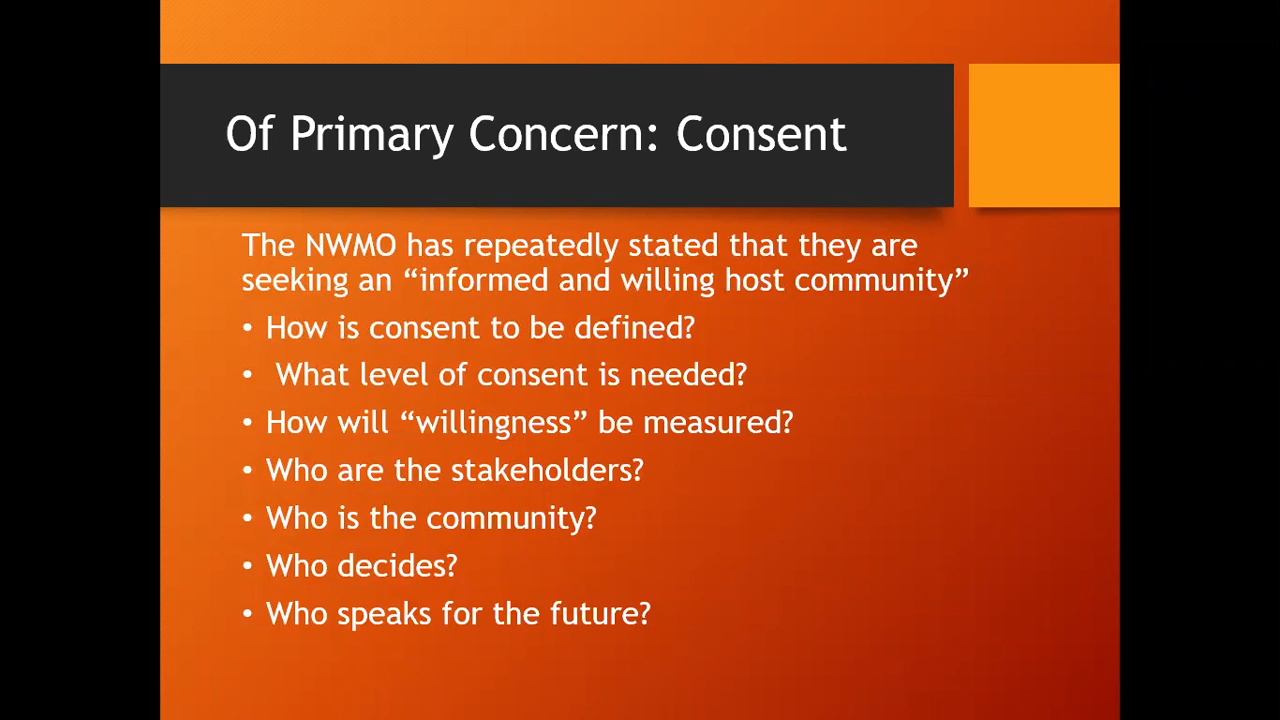 Of Primary Concern: Consent
The NWMO has repeatedly stated that they are
seeking an “informed and willing host community”
• How is consent to be defined?
• What level of consent is needed?
• How will “willingness” be measured?
• Who are the stakeholders?
• Who is the community?
• Who decides?
• Who speaks for the future?